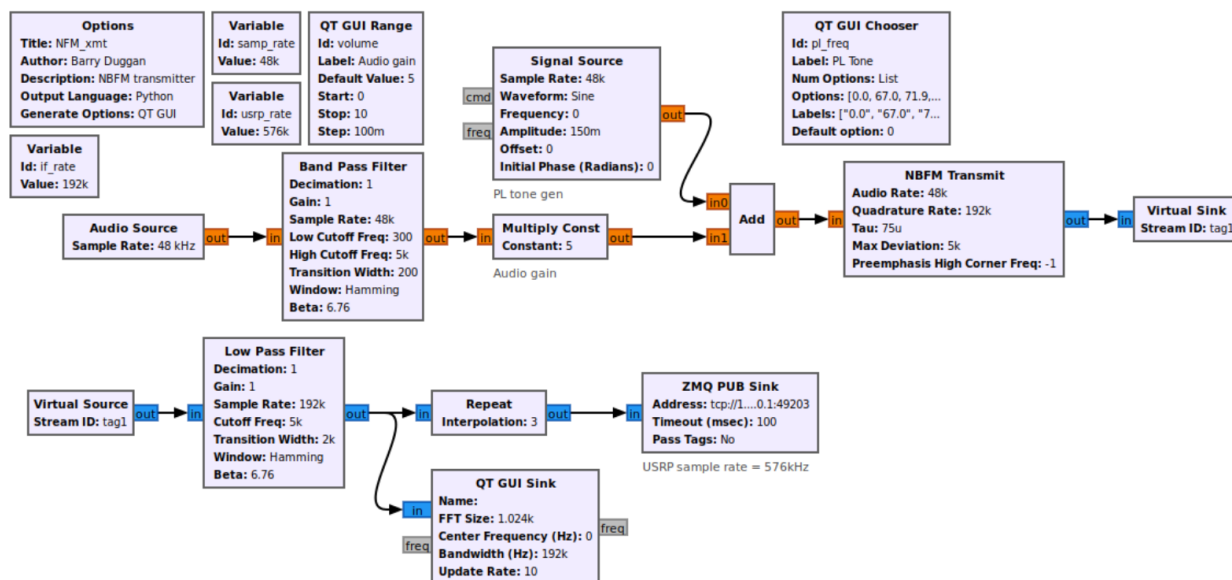 Options
Title: NFM_xmt
Author: Barry Duggan
Description: NBFM transmitter
Output Language: Python
Generate Options: QT GUI
Variable
Id: samp_rate
Value: 48k
Variable
Id: usrp_rate
Value: 576k
QT GUI Range
Id: volume
Label: Audio gain
Default Value: 5
Start: 0
Stop: 10
Step: 100m
Variable
Id: if_rate
Value: 192k
Signal Source
Sample Rate: 48k
Waveform: Sine
Frequency: 0
Amplitude: 150m
Offset: 0
Initial Phase (Radians): 0
cmd
freq
out
PL tone gen
QT GUI Chooser
Id: pl_freq
Label: PL Tone
Num Options: List
Options: [0.0, 67.0, 71.9,...
Labels: ["0.0", "67.0", "7...
Default option: 0
Audio Source
Sample Rate: 48 kHz
out
in
Band Pass Filter
Decimation: 1
Gain: 1
Sample Rate: 48k
Low Cutoff Freq: 300
High Cutoff Freq: 5k
Transition Width: 200
Window: Hamming
Beta: 6.76
out
in
Multiply Const
Constant: 5
out
Audio gain
in0
in1
Add
out
in
NBFM Transmit
Audio Rate: 48k
Quadrature Rate: 192k
Tau: 75u
Max Deviation: 5k
Preemphasis High Corner Freq: -1
out
in
Virtual Sink
Stream ID: tag1
Virtual Source
Stream ID: tag1
out
in
Low Pass Filter
Decimation: 1
Gain: 1
Sample Rate: 192k
Cutoff Freq: 5k
Transition Width: 2k
Window: Hamming
Beta: 6.76
out
in
Repeat
Interpolation: 3
out
in
ZMQ PUB Sink
Address: tcp://1....0.1:49203
Timeout (msec): 100
Pass Tags: No
USRP sample rate = 576kHz
in
freq
QT GUI Sink
Name:
FFT Size: 1.024k
Center Frequency (Hz): 0
Bandwidth (Hz): 192k
Update Rate: 10
freq